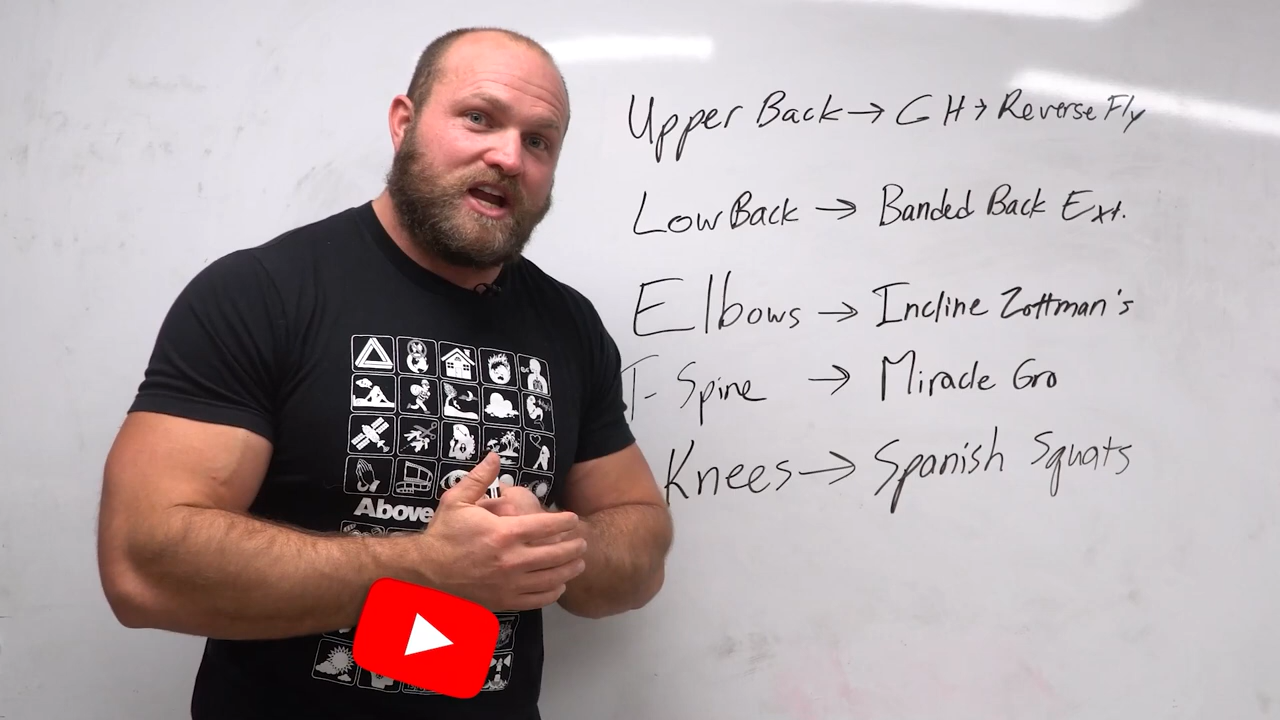 Upper Back → GH → Reverse Fly
Low Back → Banded Back Ext.
Elbows → Incline Zottman's
T-Spine → Miracle Gro
Knees → Spanish Squats
Above